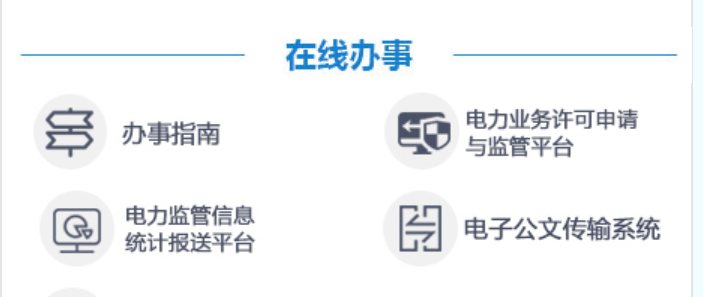 在线办事
办事指南
电力业务许可申请
与监管平台
电力监管信息
统计报送平台
电子公文传输系统